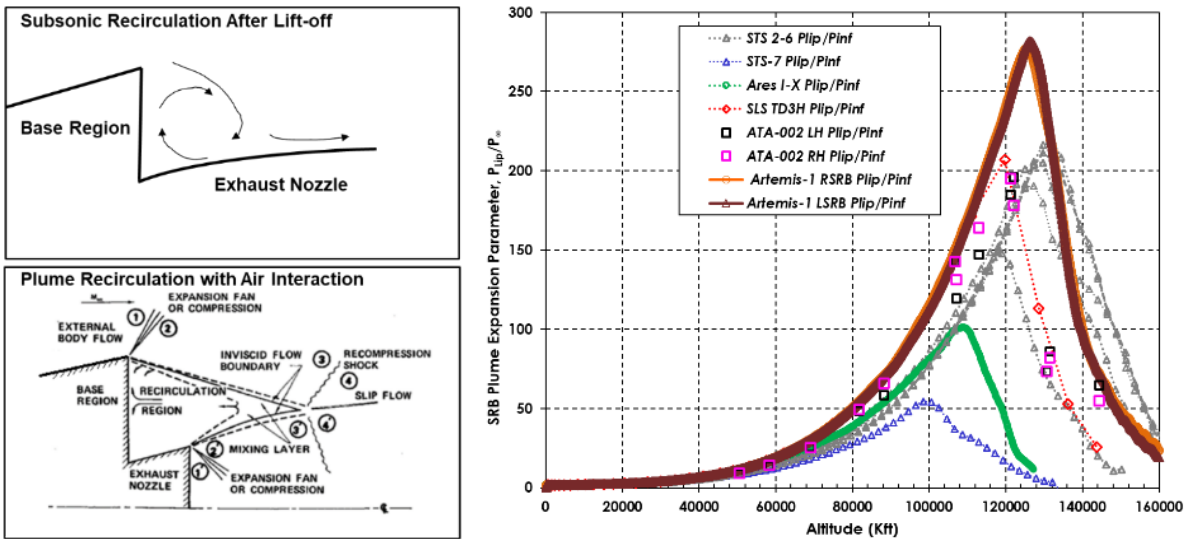 Subsonic Recirculation After Lift-off
Base Region
Exhaust Nozzle
Plume Recirculation with Air Interaction
M∞
EXPANSION FAN
OR COMPRESSION
1
2
EXTERNAL
BODY FLOW
INVISCID FLOW
BOUNDARY
3
RECOMPRESSION
SHOCK
4
SLIP FLOW
BASE
REGION
RECIRCULATION
REGION
3'
4'
2'
MIXING LAYER
EXHAUST
NOZZLE
1'
EXPANSION FAN
OR COMPRESSION
SRB Plume Expansion Parameter, PLip/P∞
300
250
200
150
100
50
0
STS 2-6 Plip/Pinf
STS-7 Plip/Pinf
Ares I-X Plip/Pinf
SLS TD3H Plip/Pinf
ATA-002 LH Plip/Pinf
ATA-002 RH Plip/Pinf
Artemis-1 RSRB Plip/Pinf
Artemis-1 LSRB Plip/Pinf
0 20000 40000 60000 80000 100000 120000 140000 160000
Altitude (Kft)